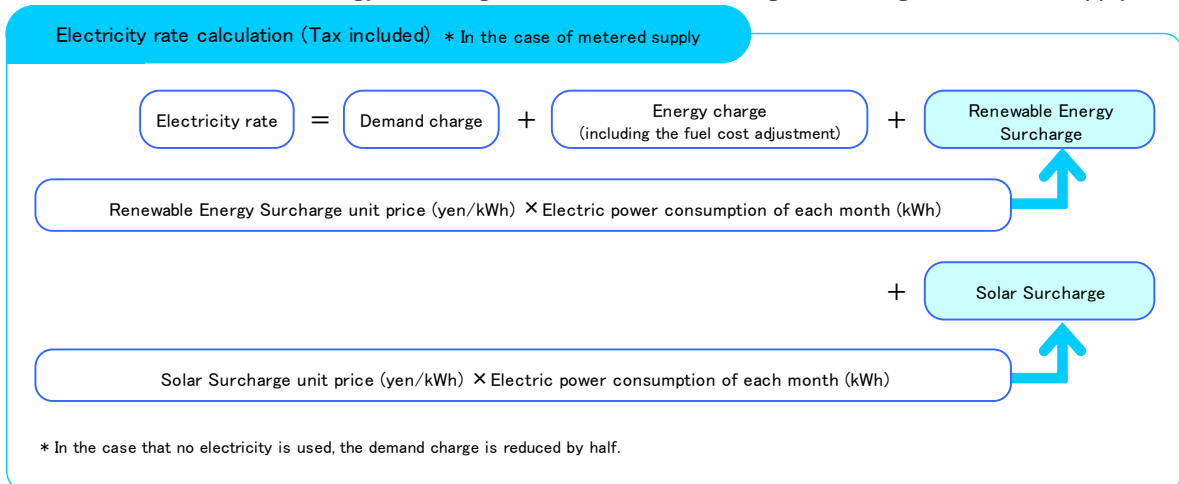 Electricity rate calculation (Tax included) * In the case of metered supply
Electricity rate = Demand charge + Energy charge (including the fuel cost adjustment) + Renewable Energy Surcharge
Renewable Energy Surcharge unit price (yen/kWh) × Electric power consumption of each month (kWh)
+ Solar Surcharge
Solar Surcharge unit price (yen/kWh) × Electric power consumption of each month (kWh)
* In the case that no electricity is used, the demand charge is reduced by half.